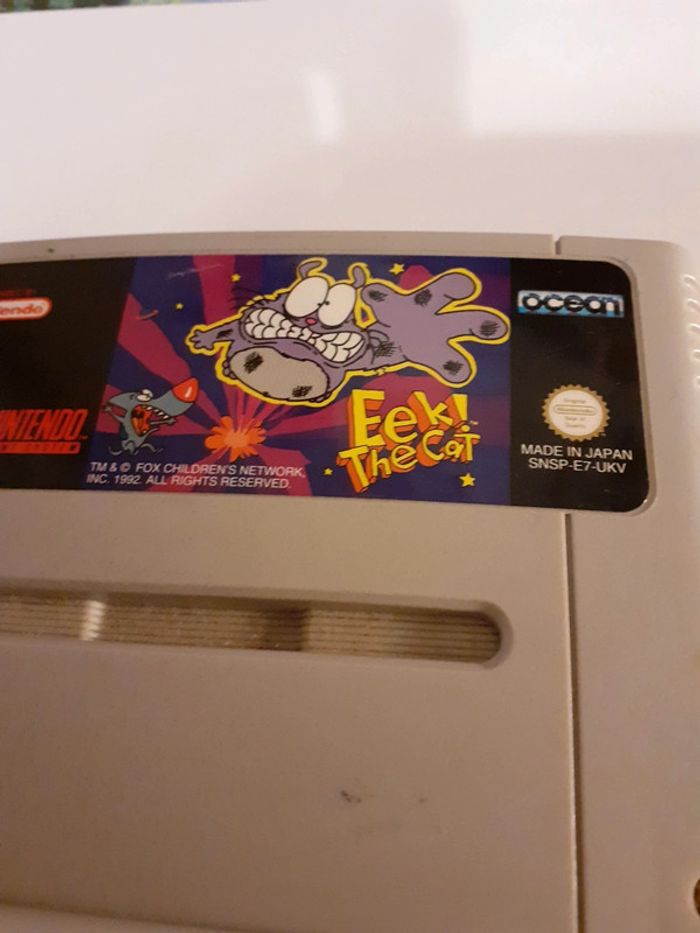 endo
ocean
NINTENDO
Eek!
The Cat
TM & © FOX CHILDREN'S NETWORK,
INC. 1992. ALL RIGHTS RESERVED.
Nintendo
MADE IN JAPAN
SNSP-E7-UKV